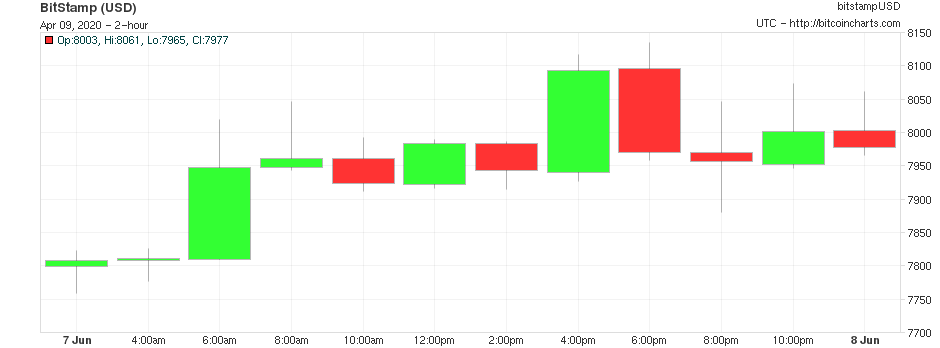 BitStamp (USD)
bitstampUSD
Apr 09, 2020 - 2-hour
UTC - http://bitcoincharts.com
Op:8003, Hi:8061, Lo:7965, Cl:7977
8150
8100
8050
8000
7950
7900
7850
7800
7750
7700
7 Jun 4:00am 6:00am 8:00am 10:00am 12:00pm 2:00pm 4:00pm 6:00pm 8:00pm 10:00pm 8 Jun